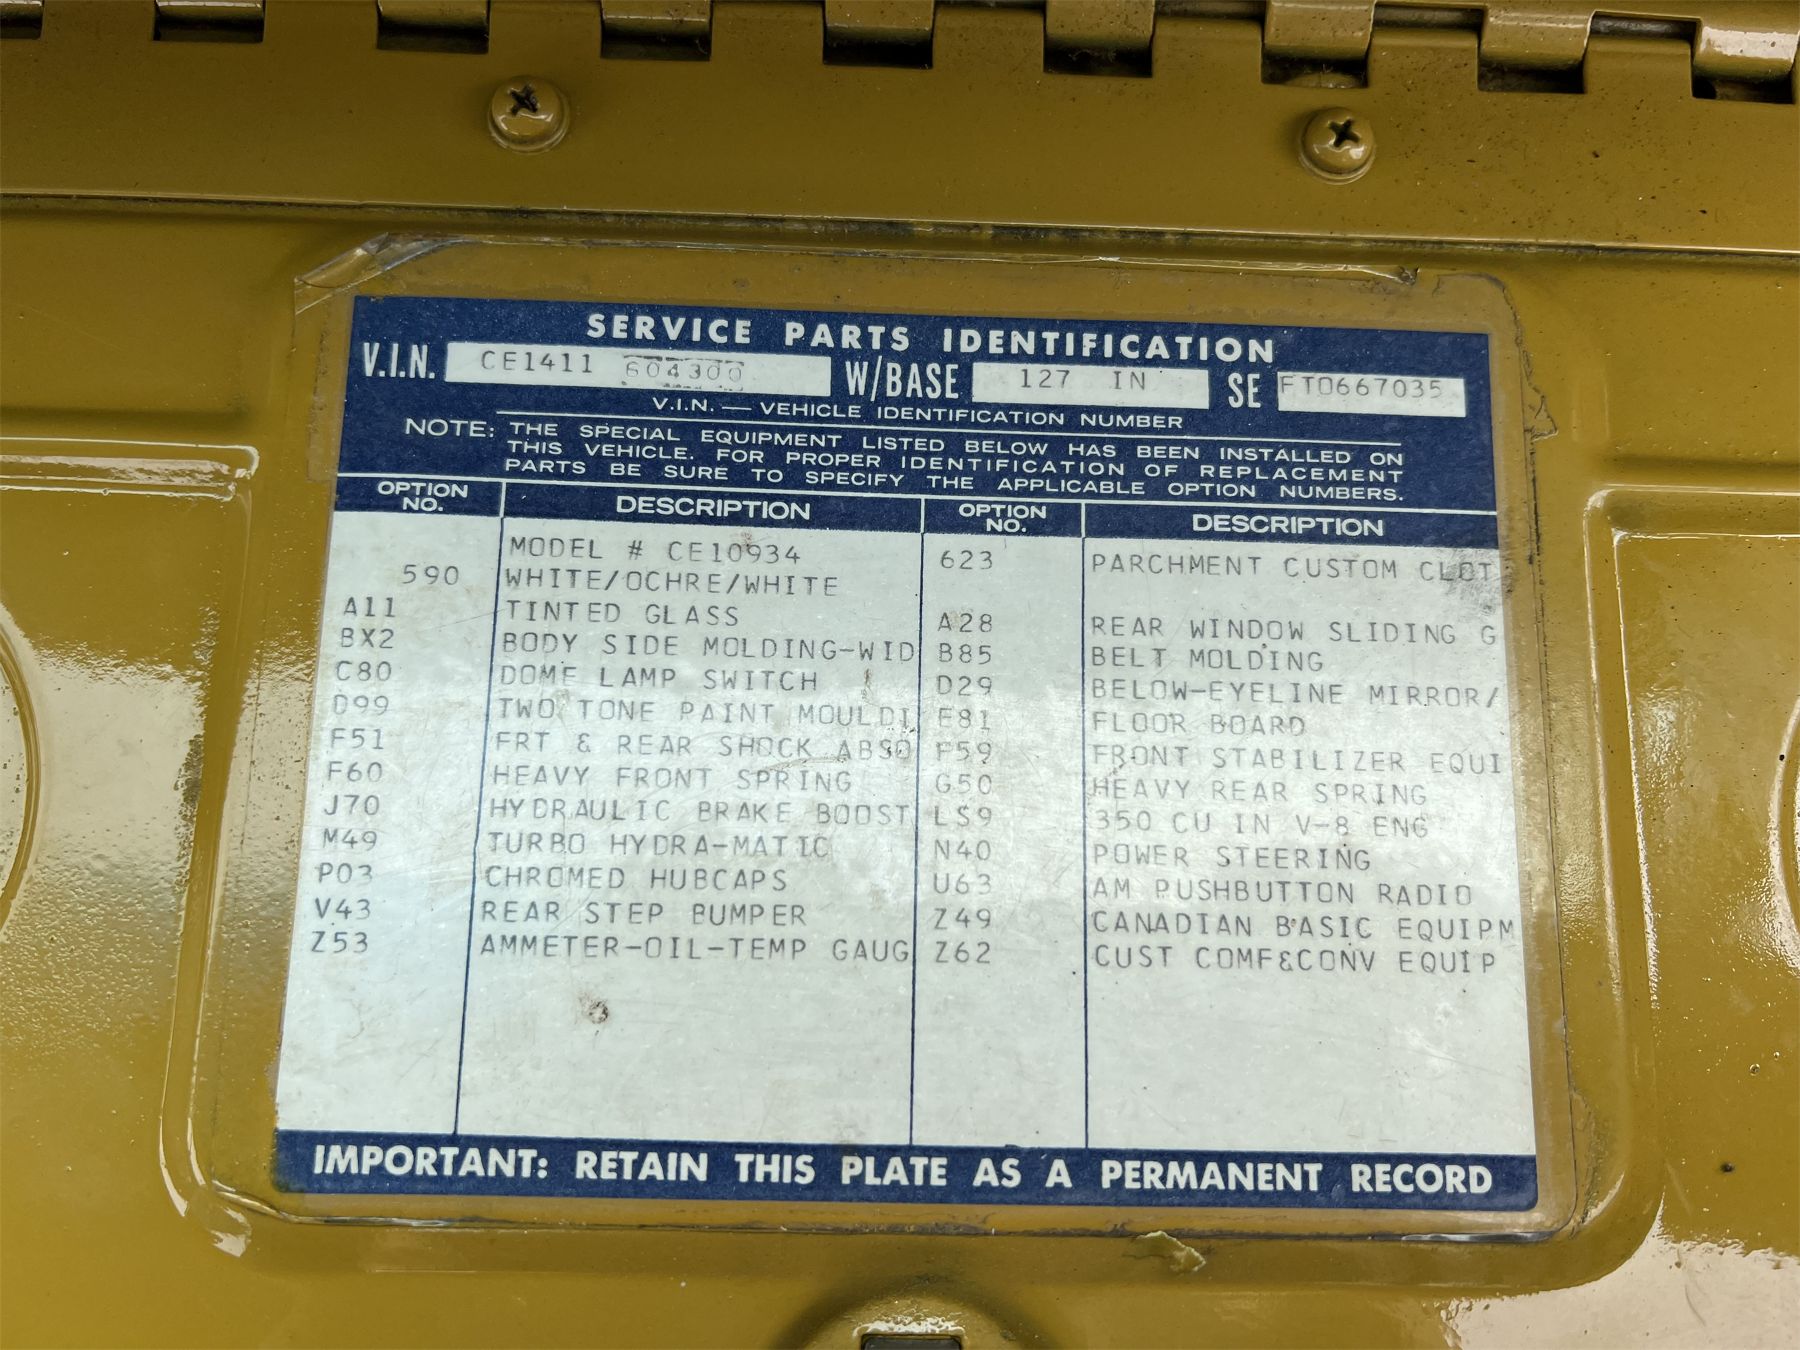 SERVICE PARTS IDENTIFICATION
V.I.N. CE1411 604300 W/BASE 127 IN SE FT0667035
V.I.N. — VEHICLE IDENTIFICATION NUMBER
NOTE: THE SPECIAL EQUIPMENT LISTED BELOW HAS BEEN INSTALLED ON
THIS VEHICLE. FOR PROPER IDENTIFICATION OF REPLACEMENT
PARTS BE SURE TO SPECIFY THE APPLICABLE OPTION NUMBERS.
OPTION NO. DESCRIPTION OPTION NO. DESCRIPTION
MODEL # CE10934 623 PARCHMENT CUSTOM CLOT
590 WHITE/OCHRE/WHITE
A11 TINTED GLASS A28 REAR WINDOW SLIDING G
BX2 BODY SIDE MOLDING-WID B85 BELT MOLDING
C80 DOME LAMP SWITCH D29 BELOW-EYELINE MIRROR/
D99 TWO TONE PAINT MOULDI E81 FLOOR BOARD
F51 FRT & REAR SHOCK ABSO F59 FRONT STABILIZER EQUI
F60 HEAVY FRONT SPRING G50 HEAVY REAR SPRING
J70 HYDRAULIC BRAKE BOOST LS9 350 CU IN V-8 ENG
M49 TURBO HYDRA-MATIC N40 POWER STEERING
P03 CHROMED HUBCAPS U63 AM PUSHBUTTON RADIO
V43 REAR STEP BUMPER Z49 CANADIAN BASIC EQUIPM
Z53 AMMETER-OIL-TEMP GAUG Z62 CUST COMF&CONV EQUIP
IMPORTANT: RETAIN THIS PLATE AS A PERMANENT RECORD